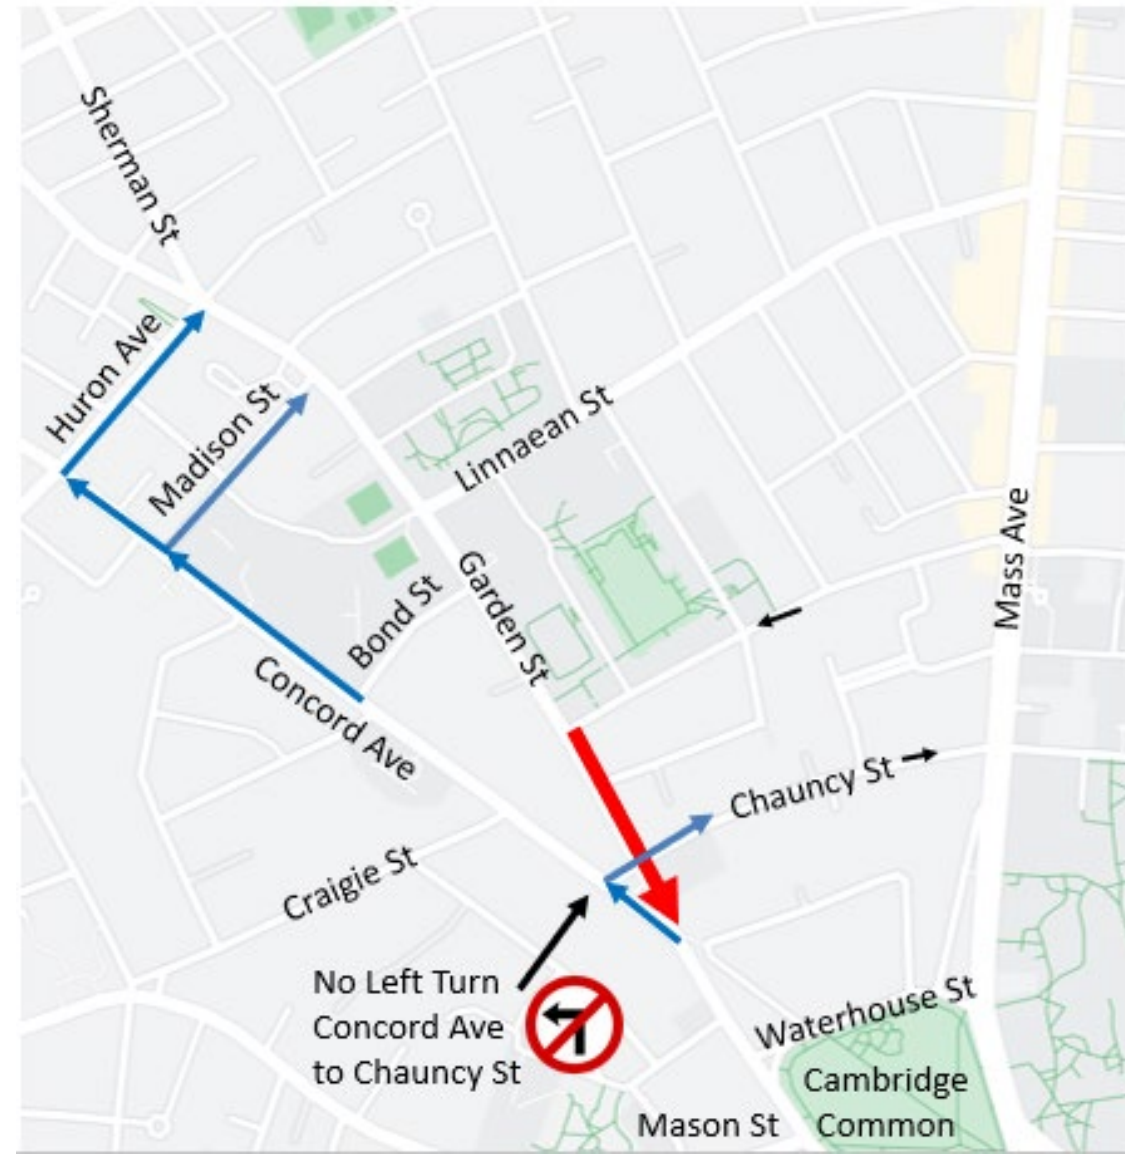 Sherman St
Huron Ave
Madison St
Linnaean St
Mass Ave
Garden St
Bond St
Concord Ave
Chauncy St
Craigie St
No Left Turn
Concord Ave
to Chauncy St
Waterhouse St
Cambridge
Common
Mason St